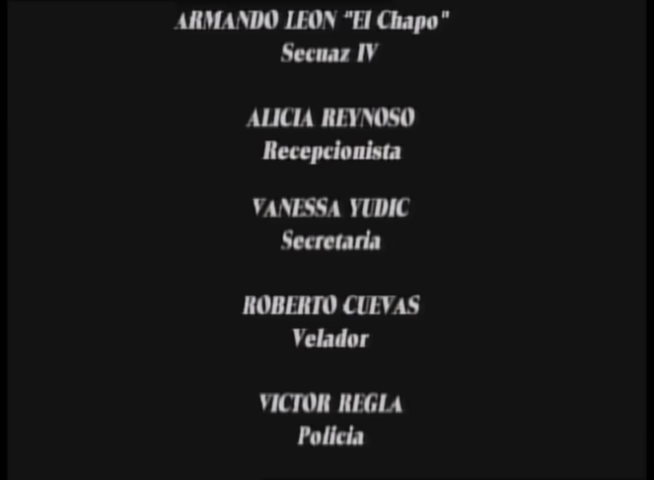 ARMANDO LEON "El Chapo"
Secuaz IV
ALICIA REYNOSO
Recepcionista
VANESSA YUDIC
Secretaria
ROBERTO CUEVAS
Velador
VICTOR REGLA
Policia